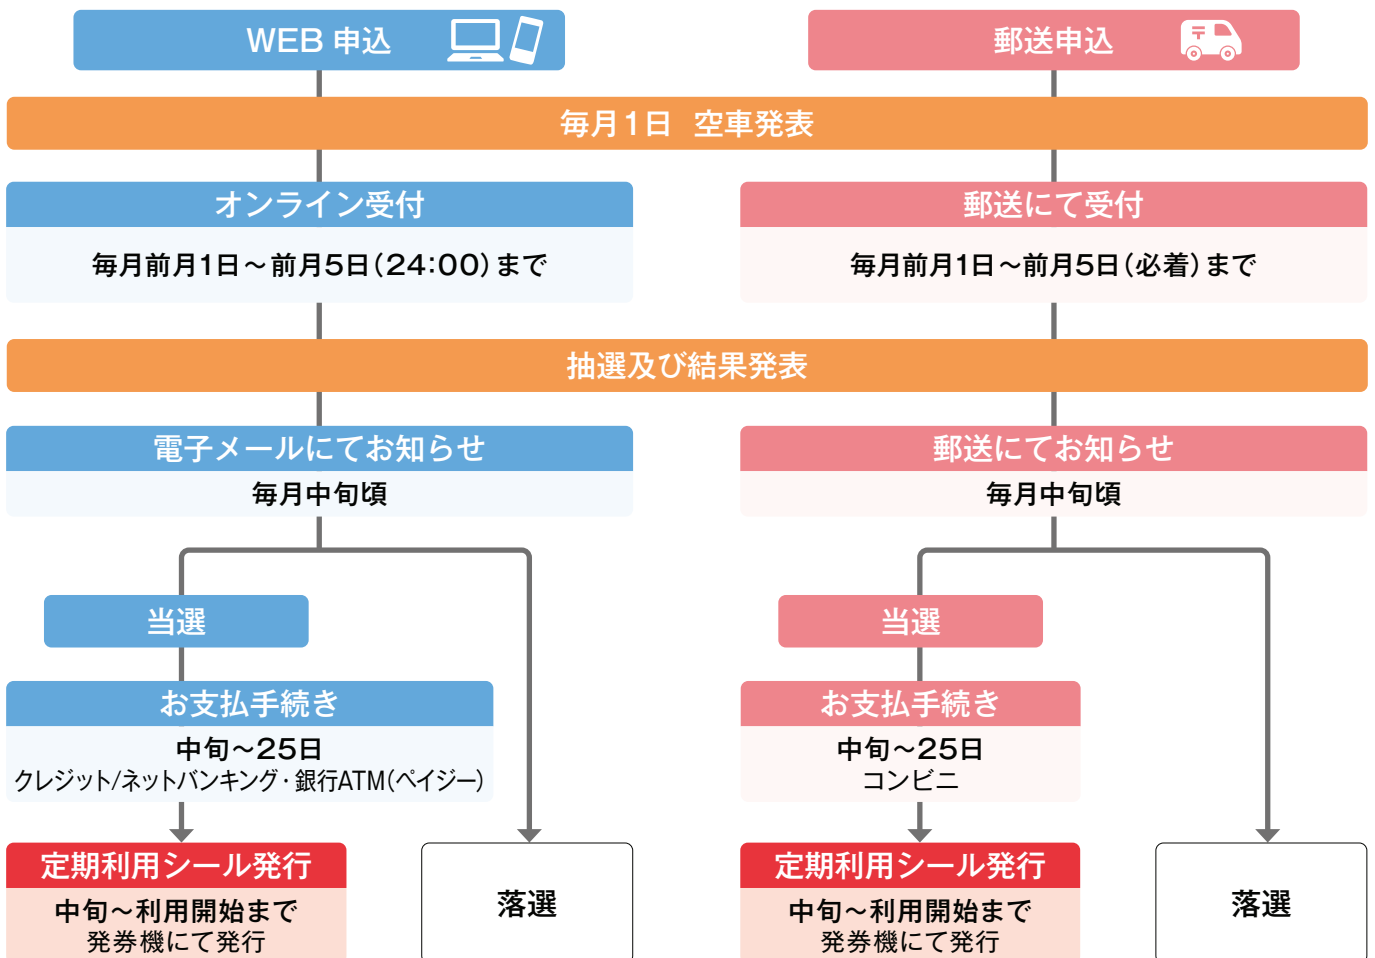 WEB 申込
郵送申込
毎月1日 空車発表
オンライン受付
毎月前月1日～前月5日(24:00)まで
郵送にて受付
毎月前月1日～前月5日(必着)まで
抽選及び結果発表
電子メールにてお知らせ
毎月中旬頃
郵送にてお知らせ
毎月中旬頃
当選
お支払手続き
中旬～25日
クレジット/ネットバンキング・銀行ATM(ペイジー)
定期利用シール発行
中旬～利用開始まで
発券機にて発行
落選
当選
お支払手続き
中旬～25日
コンビニ
定期利用シール発行
中旬～利用開始まで
発券機にて発行
落選